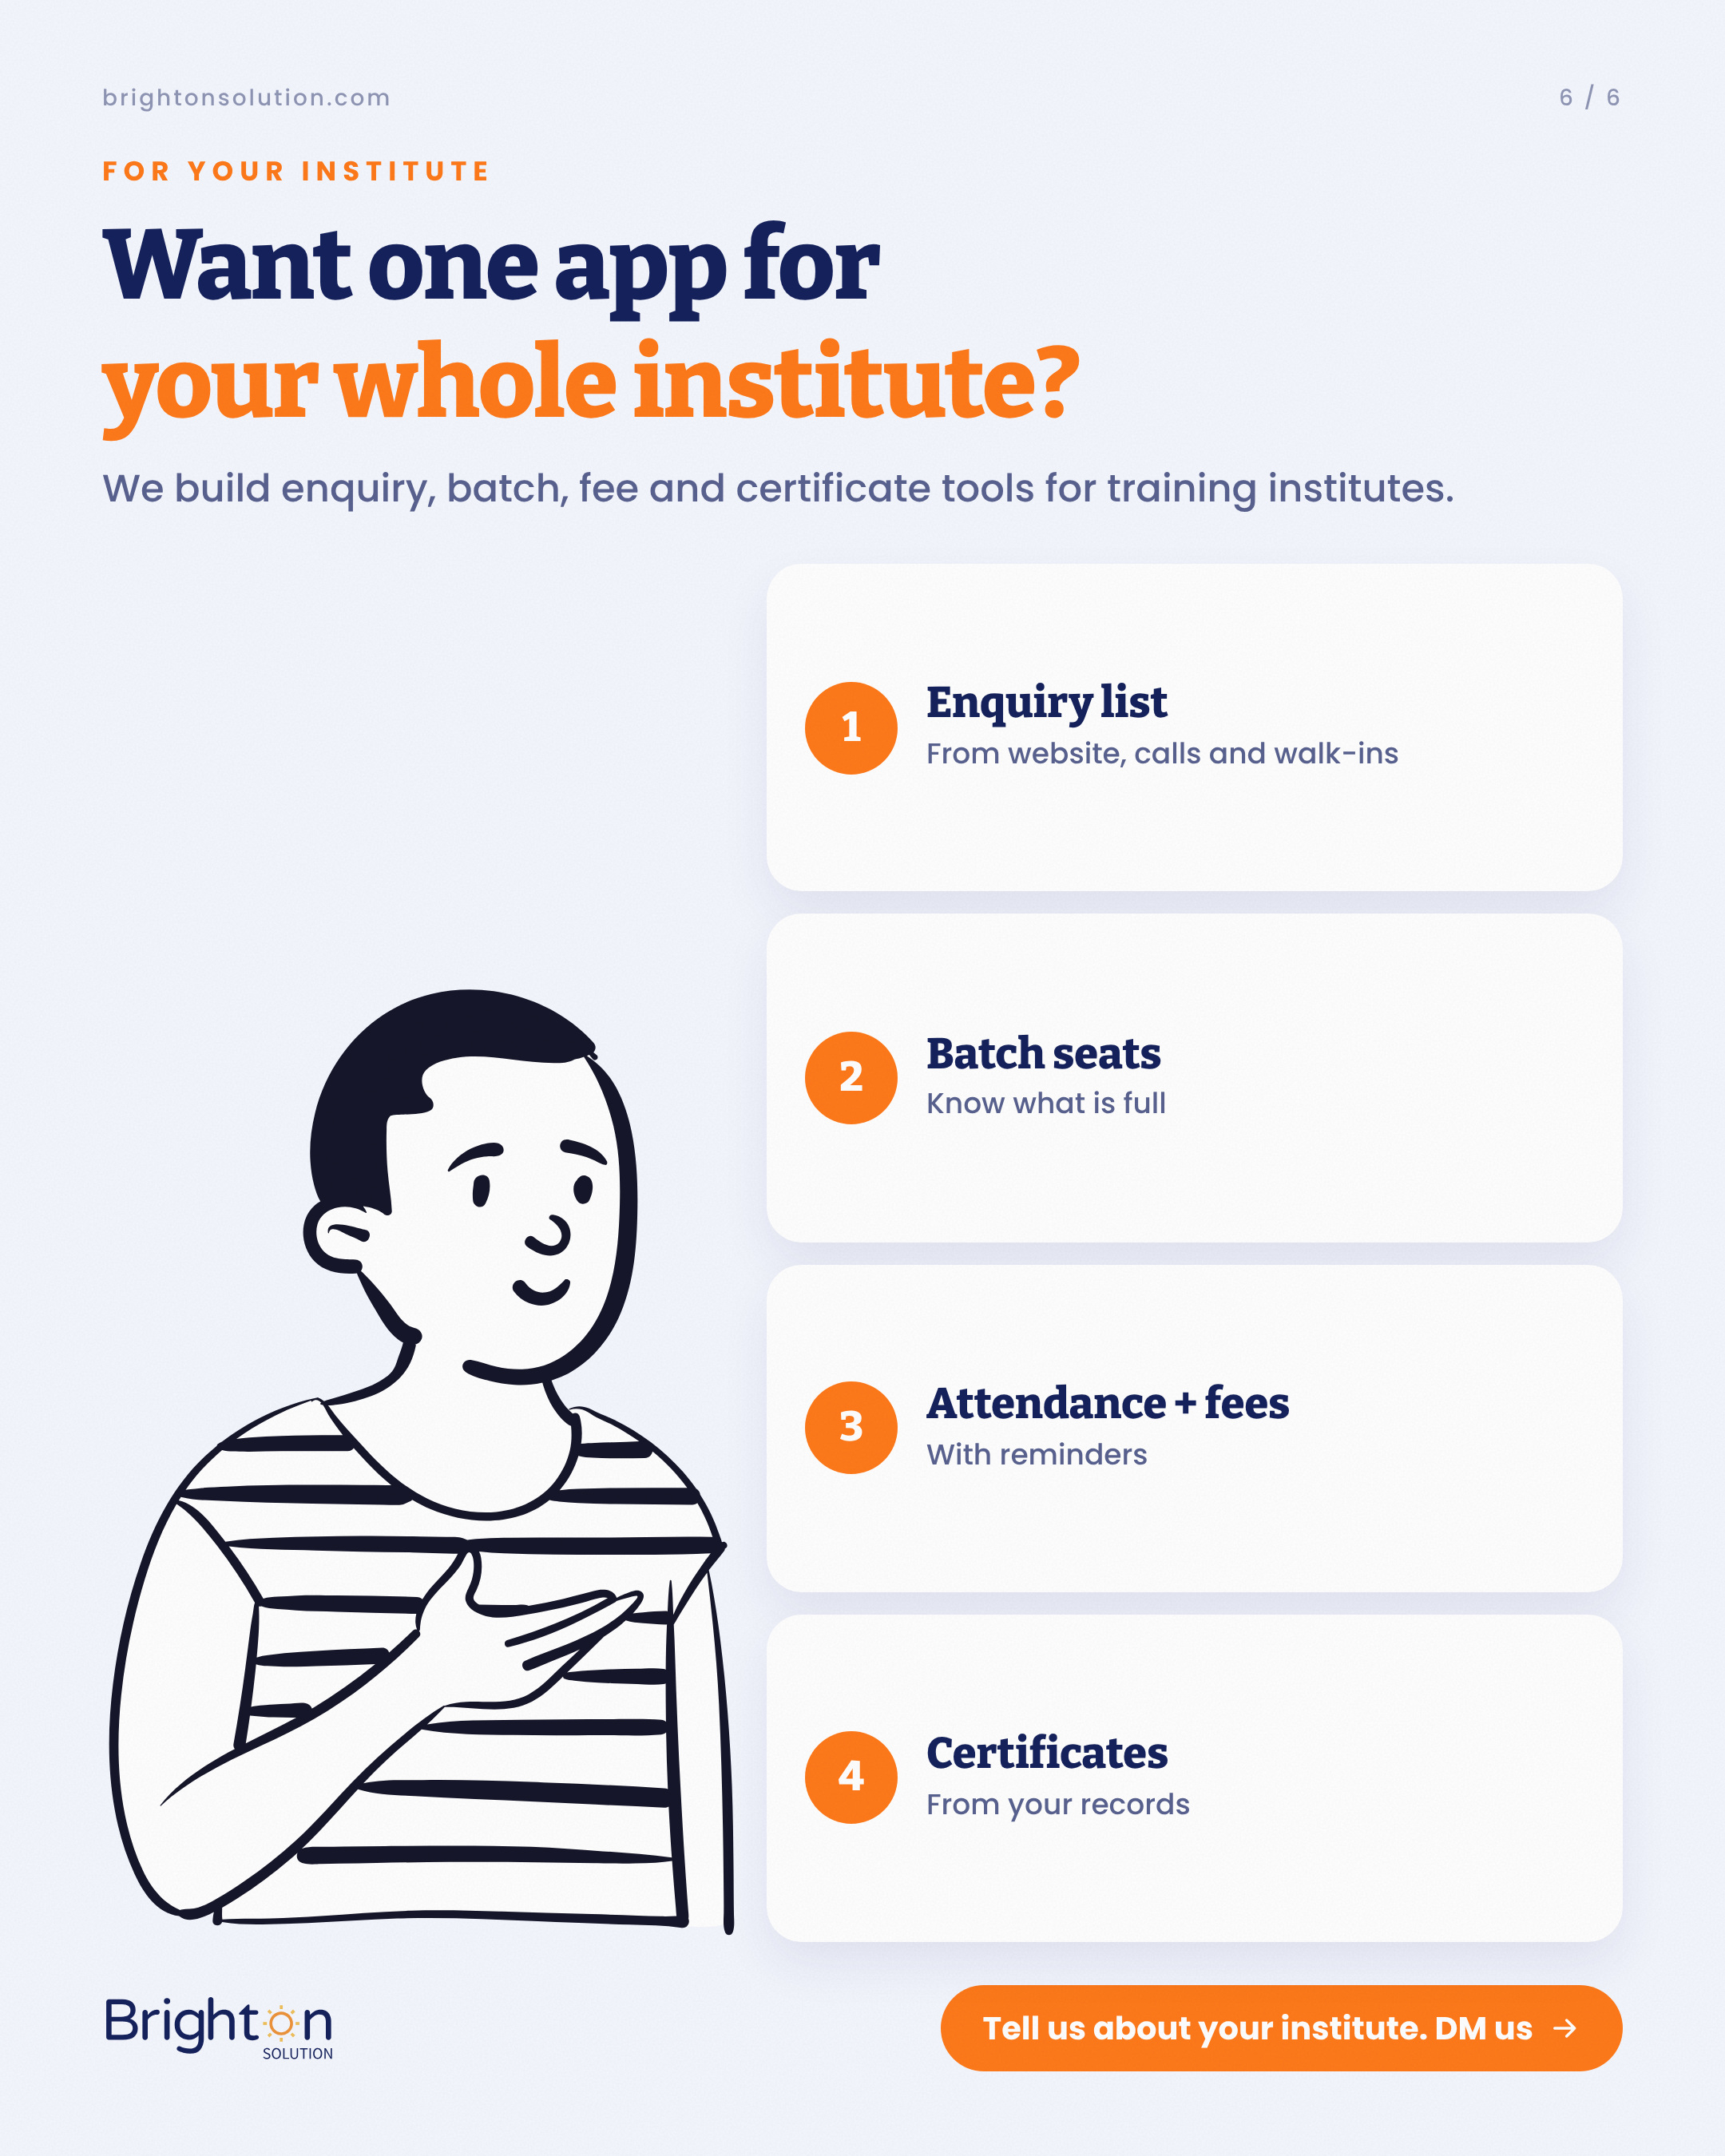 brightonsolution.com
6 / 6
FOR YOUR INSTITUTE
Want one app for
your whole institute?
We build enquiry, batch, fee and certificate tools for training institutes.
1
Enquiry list
From website, calls and walk-ins
2
Batch seats
Know what is full
3
Attendance + fees
With reminders
4
Certificates
From your records
Brighton
SOLUTION
Tell us about your institute. DM us →